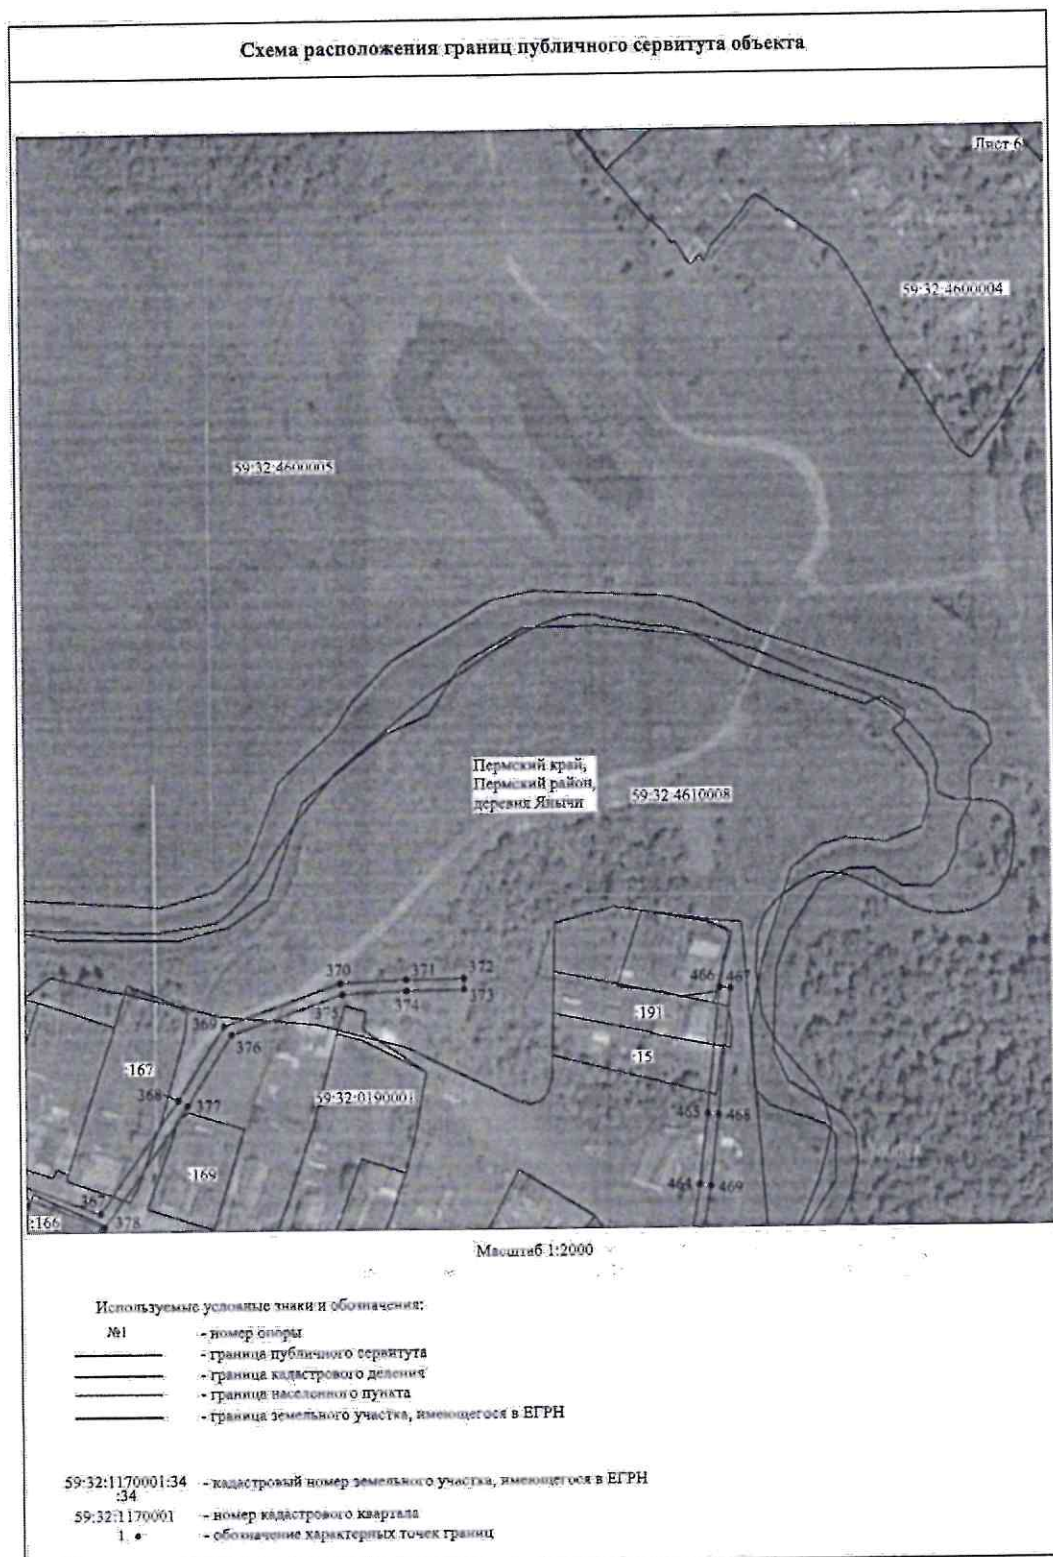 Схема расположения границ публичного сервитута объекта
Лист 6
59:32:4600004
59:32:4600005
Пермский край,
Пермский район,
деревня Янычи
59:32:4610008
370
371
372
466
467
375
374
373
369
376
:191
:15
:167
368
377
59:32:0190001
465
468
:169
464
469
367
:166
378
Масштаб 1:2000
Используемые условные знаки и обозначения:
№1 - номер опоры
- граница публичного сервитута
- граница кадастрового деления
- граница населенного пункта
- граница земельного участка, имеющегося в ЕГРН
59:32:1170001:34 - кадастровый номер земельного участка, имеющегося в ЕГРН
:34
59:32:1170001 - номер кадастрового квартала
1 - обозначение характерных точек границ